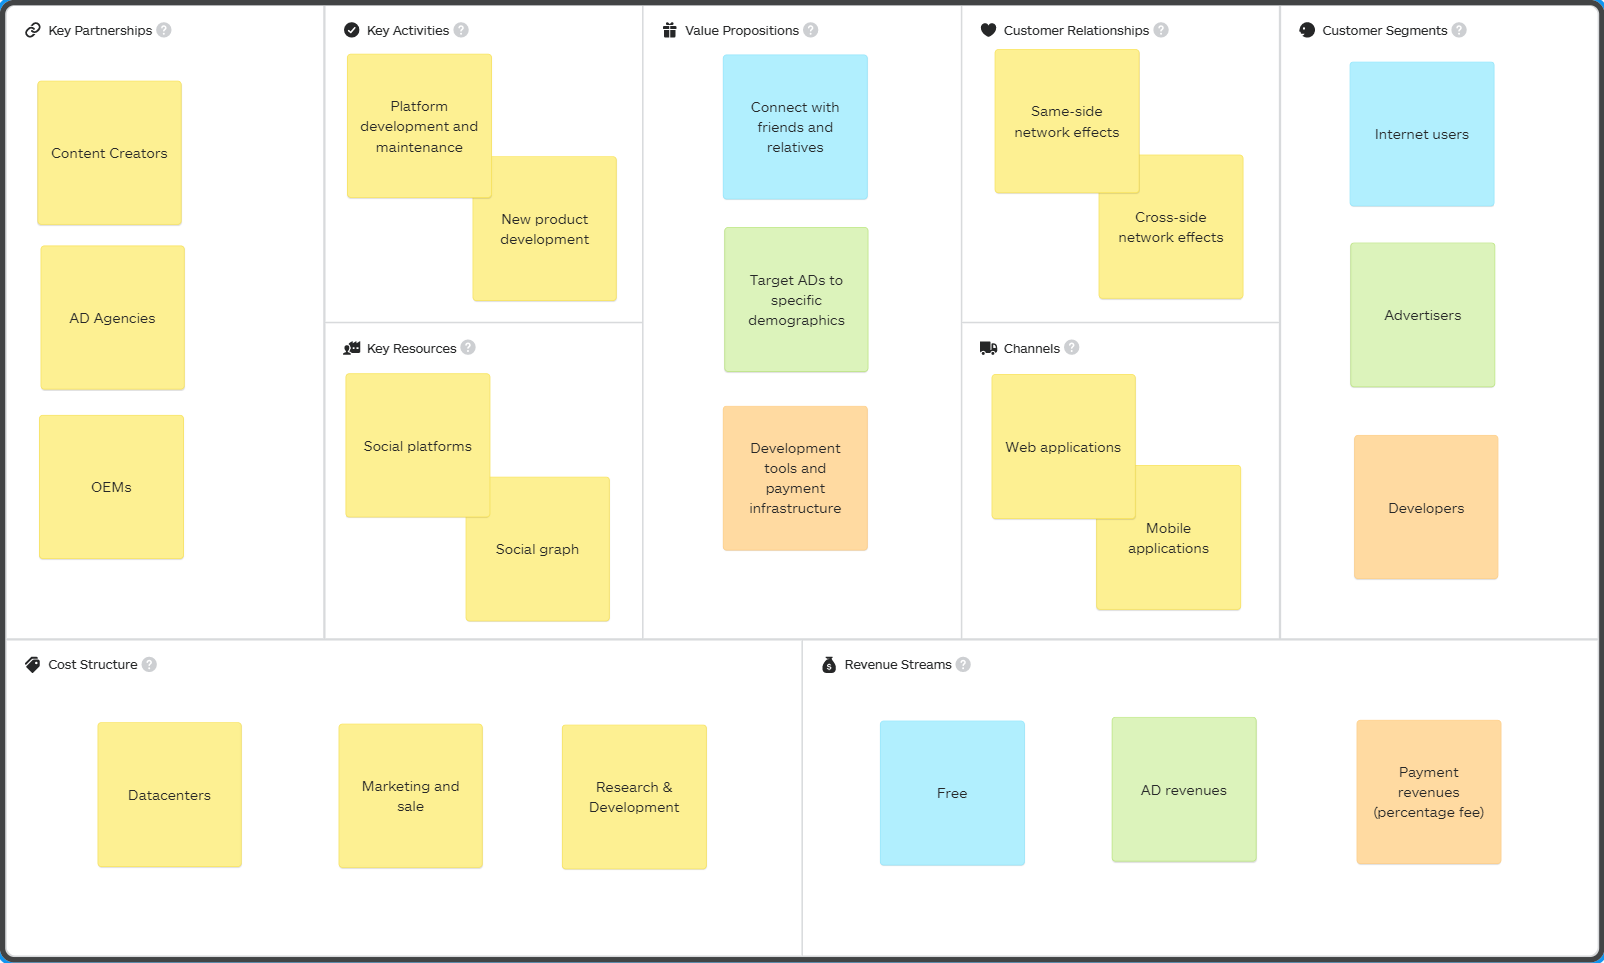 Key Partnerships ?
Content Creators
AD Agencies
OEMs
Key Activities ?
Platform
development and
maintenance
New product
development
Key Resources ?
Social platforms
Social graph
Value Propositions ?
Connect with
friends and
relatives
Target ADs to
specific
demographics
Development
tools and
payment
infrastructure
Customer Relationships ?
Same-side
network effects
Cross-side
network effects
Channels ?
Web applications
Mobile
applications
Customer Segments ?
Internet users
Advertisers
Developers
Cost Structure ?
Datacenters
Marketing and
sale
Research &
Development
Revenue Streams ?
Free
AD revenues
Payment
revenues
(percentage fee)